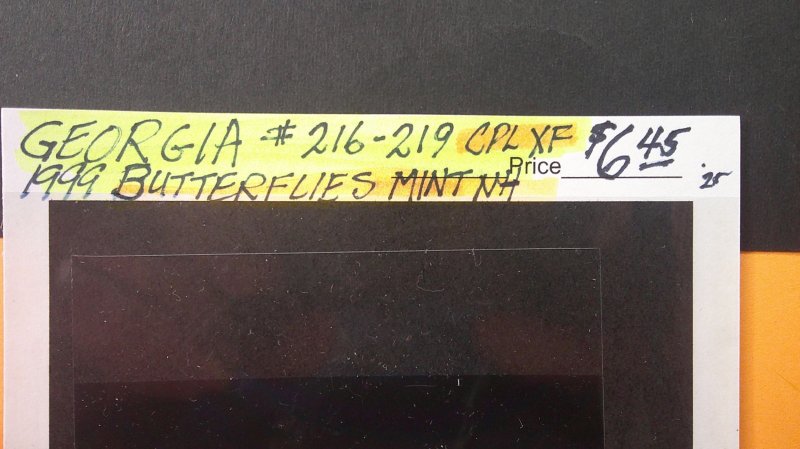 GEORGIA # 216-219 CPL XF $6.45
1999 BUTTERFLIES MINT NH Price .25